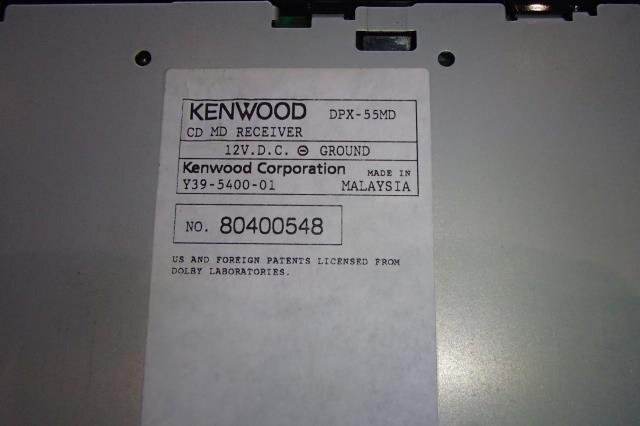 KENWOOD DPX-55MD
CD MD RECEIVER
12V.D.C. ⊖ GROUND
Kenwood Corporation MADE IN
Y39-5400-01 MALAYSIA
NO. 80400548
US AND FOREIGN PATENTS LICENSED FROM
DOLBY LABORATORIES.